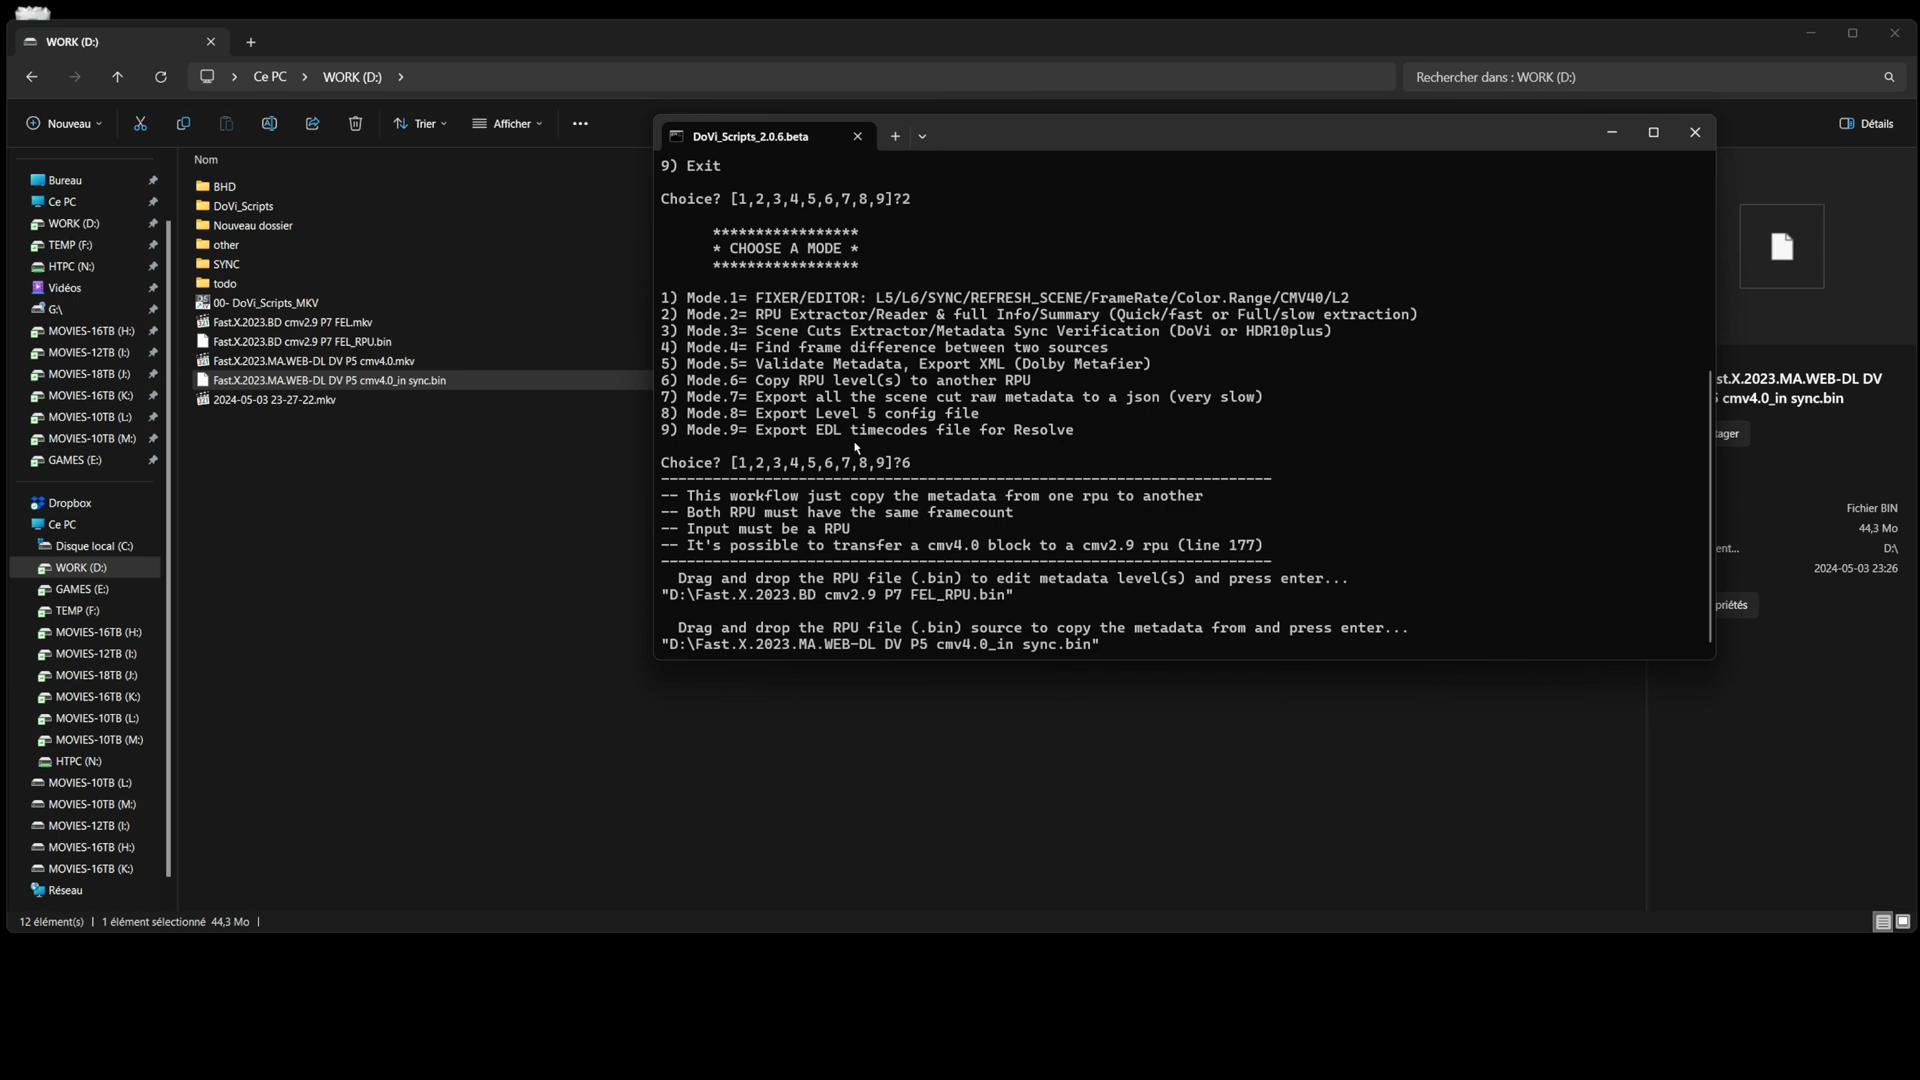 WORK (D:)
Ce PC
WORK (D:)
Rechercher dans : WORK (D:)
Nouveau
Trier
Afficher
Détails
Nom
Bureau
Ce PC
WORK (D:)
TEMP (F:)
HTPC (N:)
Vidéos
G:\
MOVIES-16TB (H:)
MOVIES-12TB (I:)
MOVIES-18TB (J:)
MOVIES-16TB (K:)
MOVIES-10TB (L:)
MOVIES-10TB (M:)
GAMES (E:)
Dropbox
Ce PC
Disque local (C:)
WORK (D:)
GAMES (E:)
TEMP (F:)
MOVIES-16TB (H:)
MOVIES-12TB (I:)
MOVIES-18TB (J:)
MOVIES-16TB (K:)
MOVIES-10TB (L:)
MOVIES-10TB (M:)
HTPC (N:)
MOVIES-10TB (L:)
MOVIES-10TB (M:)
MOVIES-12TB (I:)
MOVIES-16TB (H:)
MOVIES-16TB (K:)
Réseau
BHD
DoVi_Scripts
Nouveau dossier
other
SYNC
todo
00- DoVi_Scripts_MKV
Fast.X.2023.BD cmv2.9 P7 FEL.mkv
Fast.X.2023.BD cmv2.9 P7 FEL_RPU.bin
Fast.X.2023.MA.WEB-DL DV P5 cmv4.0.mkv
Fast.X.2023.MA.WEB-DL DV P5 cmv4.0_in sync.bin
2024-05-03 23-27-22.mkv
DoVi_Scripts_2.0.6.beta
9) Exit
Choice? [1,2,3,4,5,6,7,8,9]?2
*****************
* CHOOSE A MODE *
*****************
1) Mode.1= FIXER/EDITOR: L5/L6/SYNC/REFRESH_SCENE/FrameRate/Color.Range/CMV40/L2
2) Mode.2= RPU Extractor/Reader & full Info/Summary (Quick/fast or Full/slow extraction)
3) Mode.3= Scene Cuts Extractor/Metadata Sync Verification (DoVi or HDR10plus)
4) Mode.4= Find frame difference between two sources
5) Mode.5= Validate Metadata, Export XML (Dolby Metafier)
6) Mode.6= Copy RPU level(s) to another RPU
7) Mode.7= Export all the scene cut raw metadata to a json (very slow)
8) Mode.8= Export Level 5 config file
9) Mode.9= Export EDL timecodes file for Resolve
Choice? [1,2,3,4,5,6,7,8,9]?6
-----------------------------------------------------------------------
-- This workflow just copy the metadata from one rpu to another
-- Both RPU must have the same framecount
-- Input must be a RPU
-- It's possible to transfer a cmv4.0 block to a cmv2.9 rpu (line 177)
-----------------------------------------------------------------------
Drag and drop the RPU file (.bin) to edit metadata level(s) and press enter...
"D:\Fast.X.2023.BD cmv2.9 P7 FEL_RPU.bin"
Drag and drop the RPU file (.bin) source to copy the metadata from and press enter...
"D:\Fast.X.2023.MA.WEB-DL DV P5 cmv4.0_in sync.bin"
st.X.2023.MA.WEB-DL DV
cmv4.0_in sync.bin
tager
Fichier BIN
44,3 Mo
ent... D:\
2024-05-03 23:26
priétés
12 élément(s) | 1 élément sélectionné 44,3 Mo |